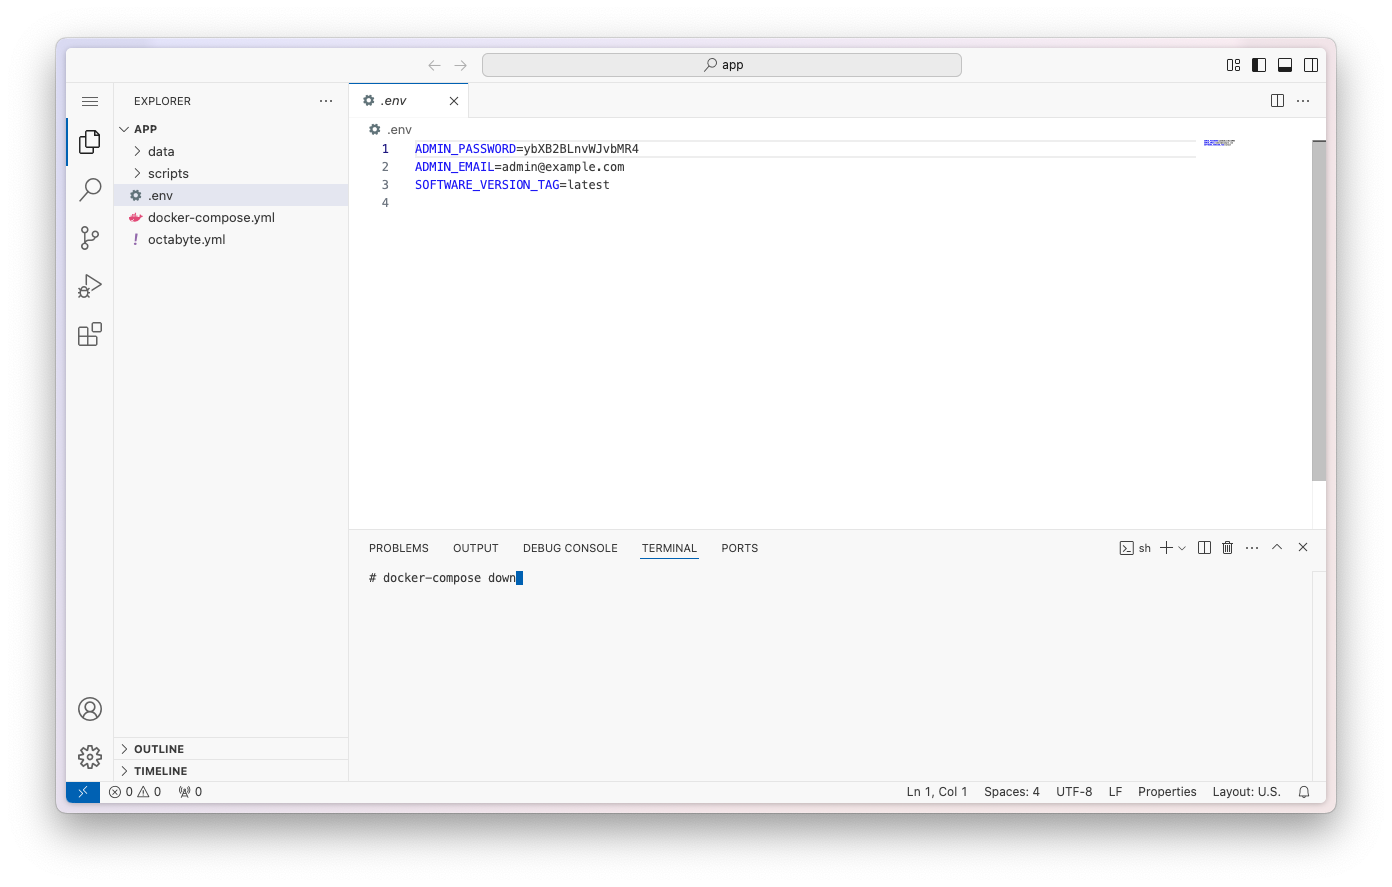 app
EXPLORER
APP
data
scripts
.env
docker-compose.yml
octabyte.yml
OUTLINE
TIMELINE
.env
.env
1 ADMIN_PASSWORD=ybXB2BLnvWJvbMR4
2 ADMIN_EMAIL=admin@example.com
3 SOFTWARE_VERSION_TAG=latest
4
PROBLEMS OUTPUT DEBUG CONSOLE TERMINAL PORTS sh
# docker-compose down
0 0 0 Ln 1, Col 1 Spaces: 4 UTF-8 LF Properties Layout: U.S.